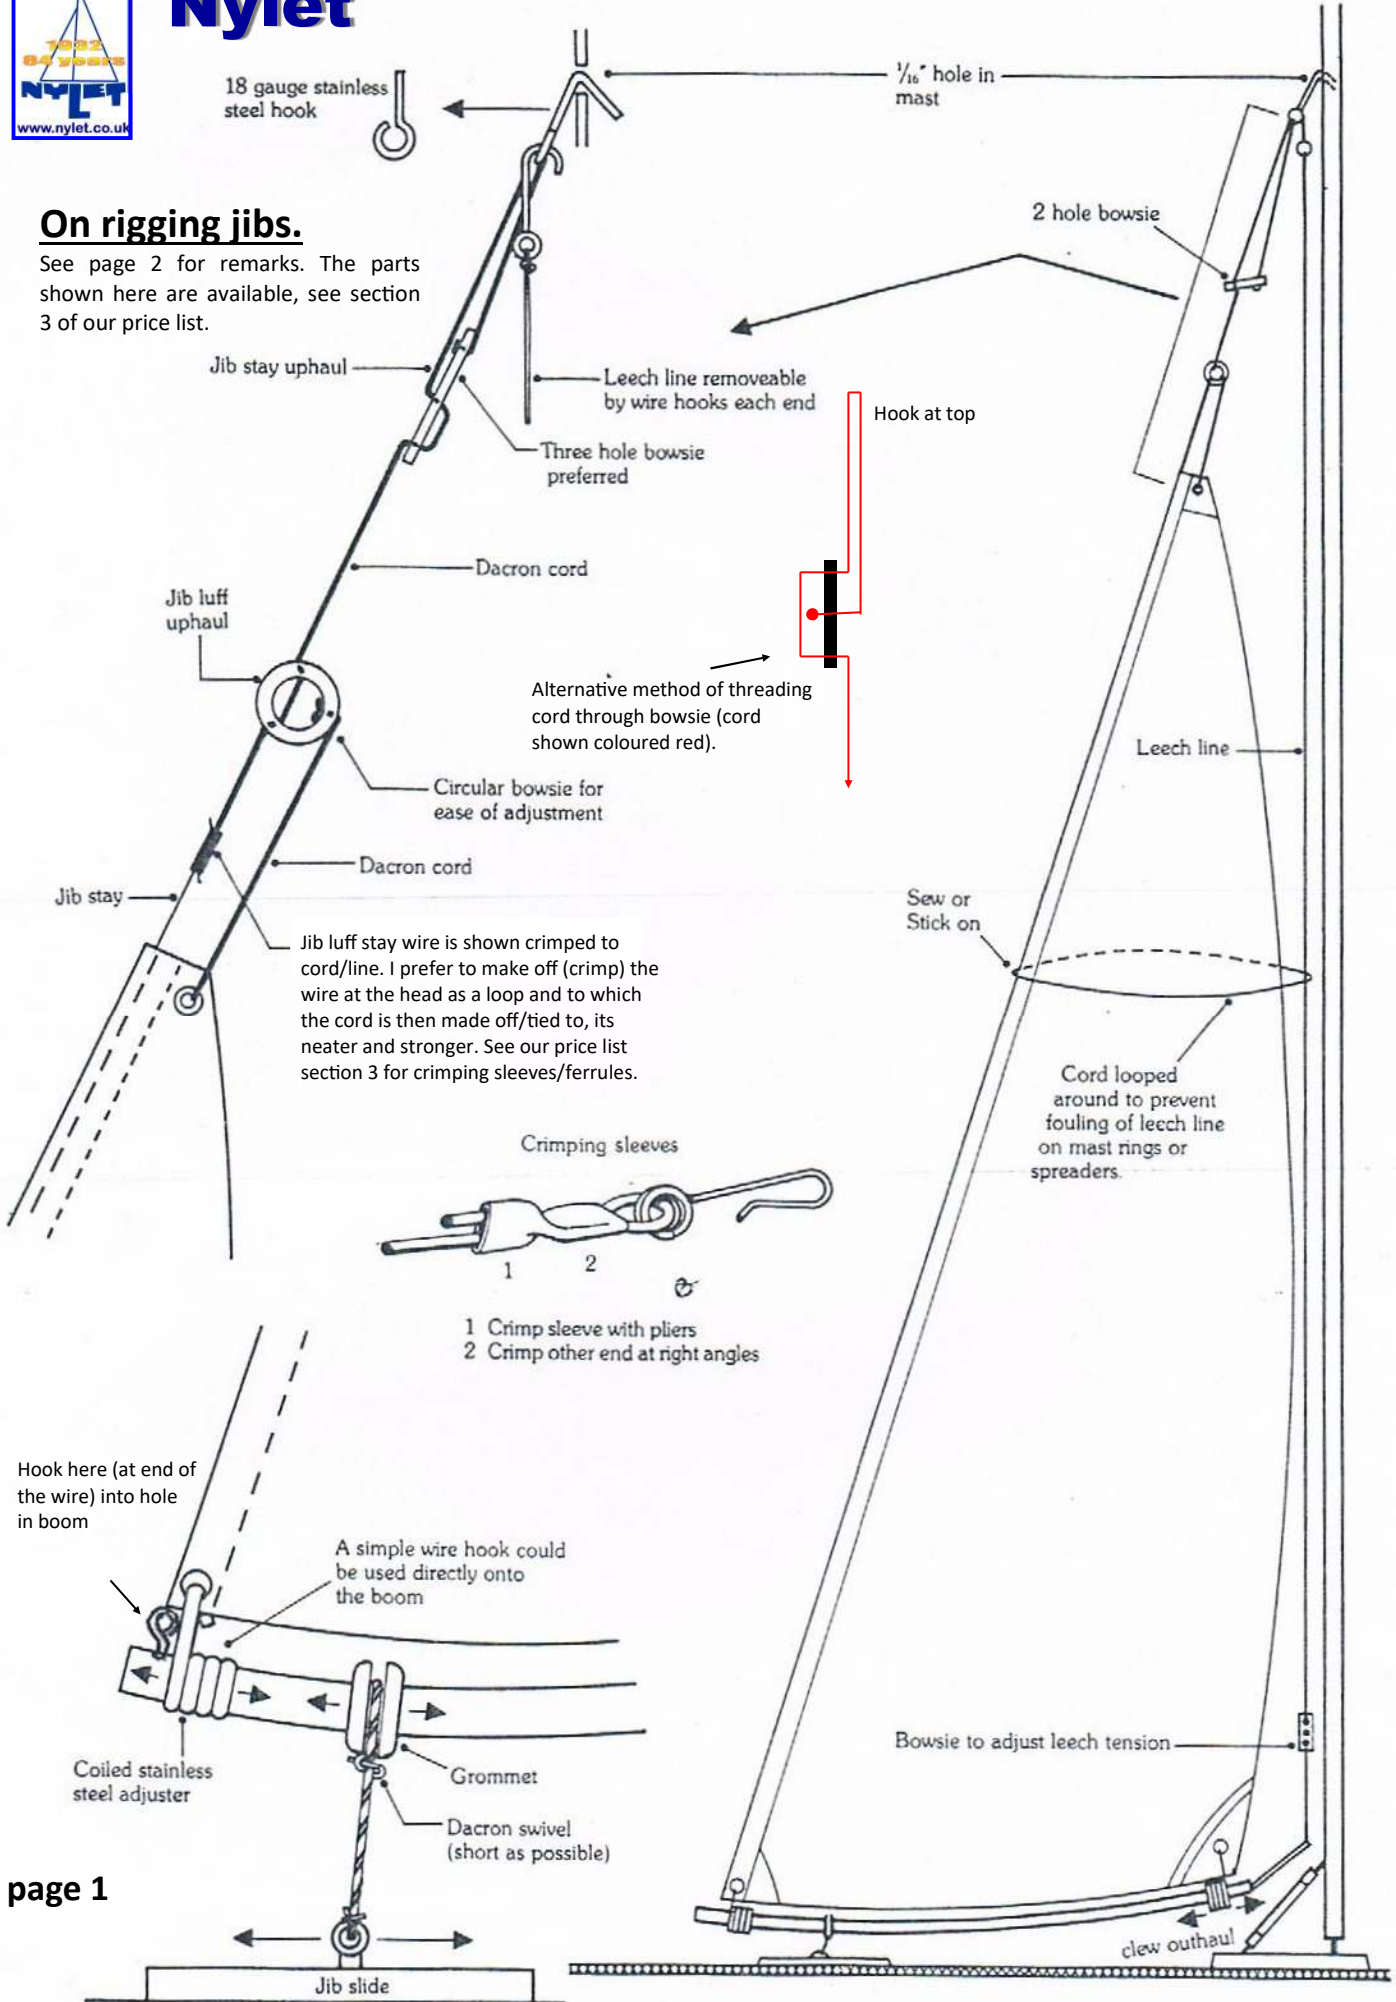 Nylet
1932
84 years
NYLET
www.nylet.co.uk
18 gauge stainless
steel hook
1/16" hole in
mast
On rigging jibs.
See page 2 for remarks. The parts
shown here are available, see section
3 of our price list.
2 hole bowsie
Jib stay uphaul
Leech line removeable
by wire hooks each end
Hook at top
Three hole bowsie
preferred
Dacron cord
Jib luff
uphaul
Alternative method of threading
cord through bowsie (cord
shown coloured red).
Leech line
Circular bowsie for
ease of adjustment
Dacron cord
Jib stay
Sew or
Stick on
Jib luff stay wire is shown crimped to
cord/line. I prefer to make off (crimp) the
wire at the head as a loop and to which
the cord is then made off/tied to, its
neater and stronger. See our price list
section 3 for crimping sleeves/ferrules.
Cord looped
around to prevent
fouling of leech line
on mast rings or
spreaders.
Crimping sleeves
1
2
1 Crimp sleeve with pliers
2 Crimp other end at right angles
Hook here (at end of
the wire) into hole
in boom
A simple wire hook could
be used directly onto
the boom
Bowsie to adjust leech tension
Coiled stainless
steel adjuster
Grommet
Dacron swivel
(short as possible)
page 1
clew outhaul
Jib slide